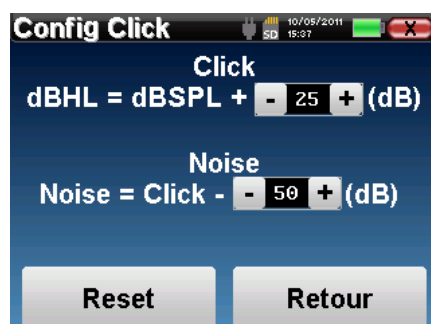 Config Click
SD
10/05/2011
15:37
X
Click
dBHL = dBSPL + - 25 + (dB)
Noise
Noise = Click - - 50 + (dB)
Reset
Retour